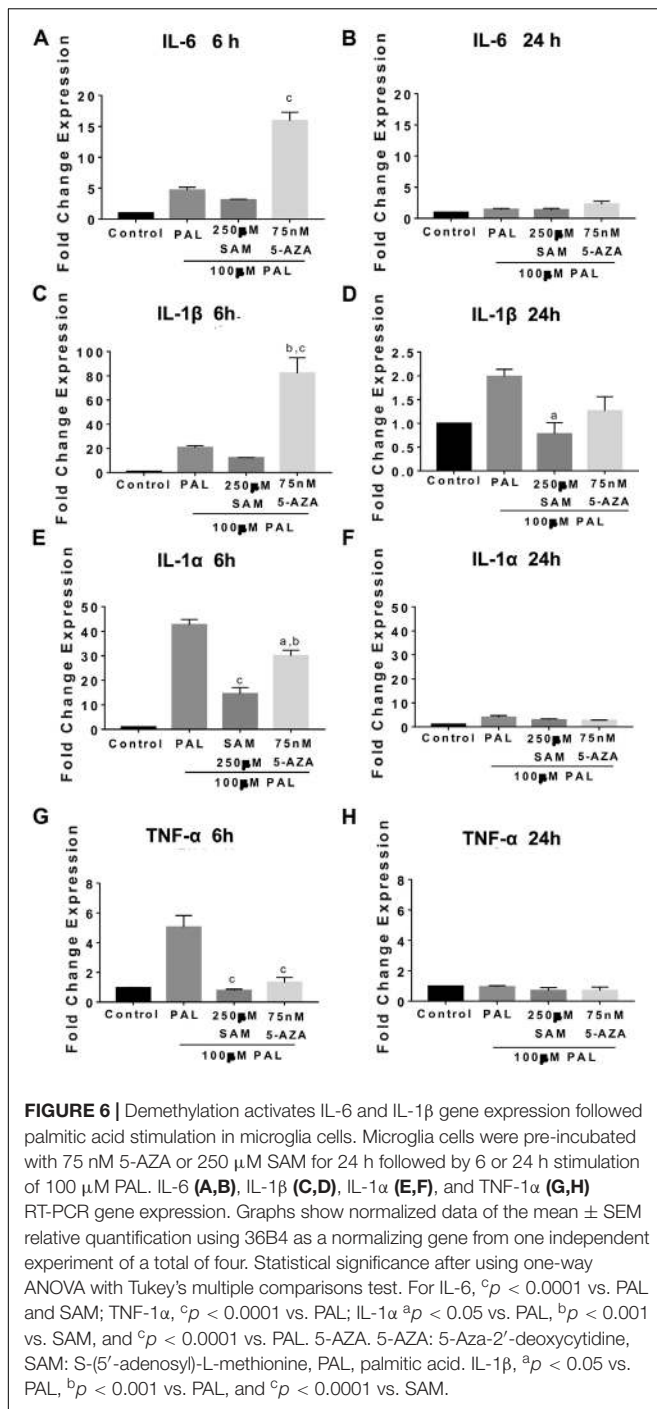 A
IL-6 6 h
Fold Change Expression
20
15
10
5
0
Control PAL 250μM 75nM
SAM 5-AZA
100μM PAL
c
B
IL-6 24 h
Fold Change Expression
20
15
10
5
0
Control PAL 250μM 75nM
SAM 5-AZA
100μM PAL
C
IL-1β 6h
Fold Change Expression
100
80
60
40
20
0
Control PAL 250μM 75nM
SAM 5-AZA
100μM PAL
b,c
D
IL-1β 24h
Fold Change Expression
2.5
2.0
1.5
1.0
0.5
0.0
Control PAL 250μM 75nM
SAM 5-AZA
100μM PAL
a
E
IL-1α 6h
Fold Change Expression
50
40
30
20
10
0
Control PAL SAM 75nM
250μM 5-AZA
100μM PAL
c
a,b
F
IL-1α 24h
Fold Change Expression
50
40
30
20
10
0
Control PAL 250μM 75nM
SAM 5-AZA
100μM PAL
G
TNF-α 6h
Fold Change Expression
8
6
4
2
0
Control PAL 250μM 75nM
SAM 5-AZA
100μM PAL
c
c
H
TNF-α 24h
Fold Change Expression
8
6
4
2
0
Control PAL 250μM 75nM
SAM 5-AZA
100μM PAL
FIGURE 6 | Demethylation activates IL-6 and IL-1β gene expression followed
palmitic acid stimulation in microglia cells. Microglia cells were pre-incubated
with 75 nM 5-AZA or 250 μM SAM for 24 h followed by 6 or 24 h stimulation
of 100 μM PAL. IL-6 (A,B), IL-1β (C,D), IL-1α (E,F), and TNF-1α (G,H)
RT-PCR gene expression. Graphs show normalized data of the mean ± SEM
relative quantification using 36B4 as a normalizing gene from one independent
experiment of a total of four. Statistical significance after using one-way
ANOVA with Tukey's multiple comparisons test. For IL-6, ᶜp < 0.0001 vs. PAL
and SAM; TNF-1α, ᶜp < 0.0001 vs. PAL; IL-1α ᵃp < 0.05 vs. PAL, ᵇp < 0.001
vs. SAM, and ᶜp < 0.0001 vs. PAL. 5-AZA. 5-AZA: 5-Aza-2′-deoxycytidine,
SAM: S-(5′-adenosyl)-L-methionine, PAL, palmitic acid. IL-1β, ᵃp < 0.05 vs.
PAL, ᵇp < 0.001 vs. PAL, and ᶜp < 0.0001 vs. SAM.